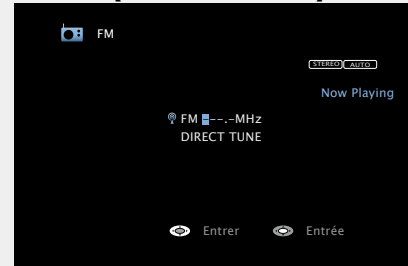 FM
STEREO AUTO
Now Playing
FM ---.-MHz
DIRECT TUNE
Entrer Entrée